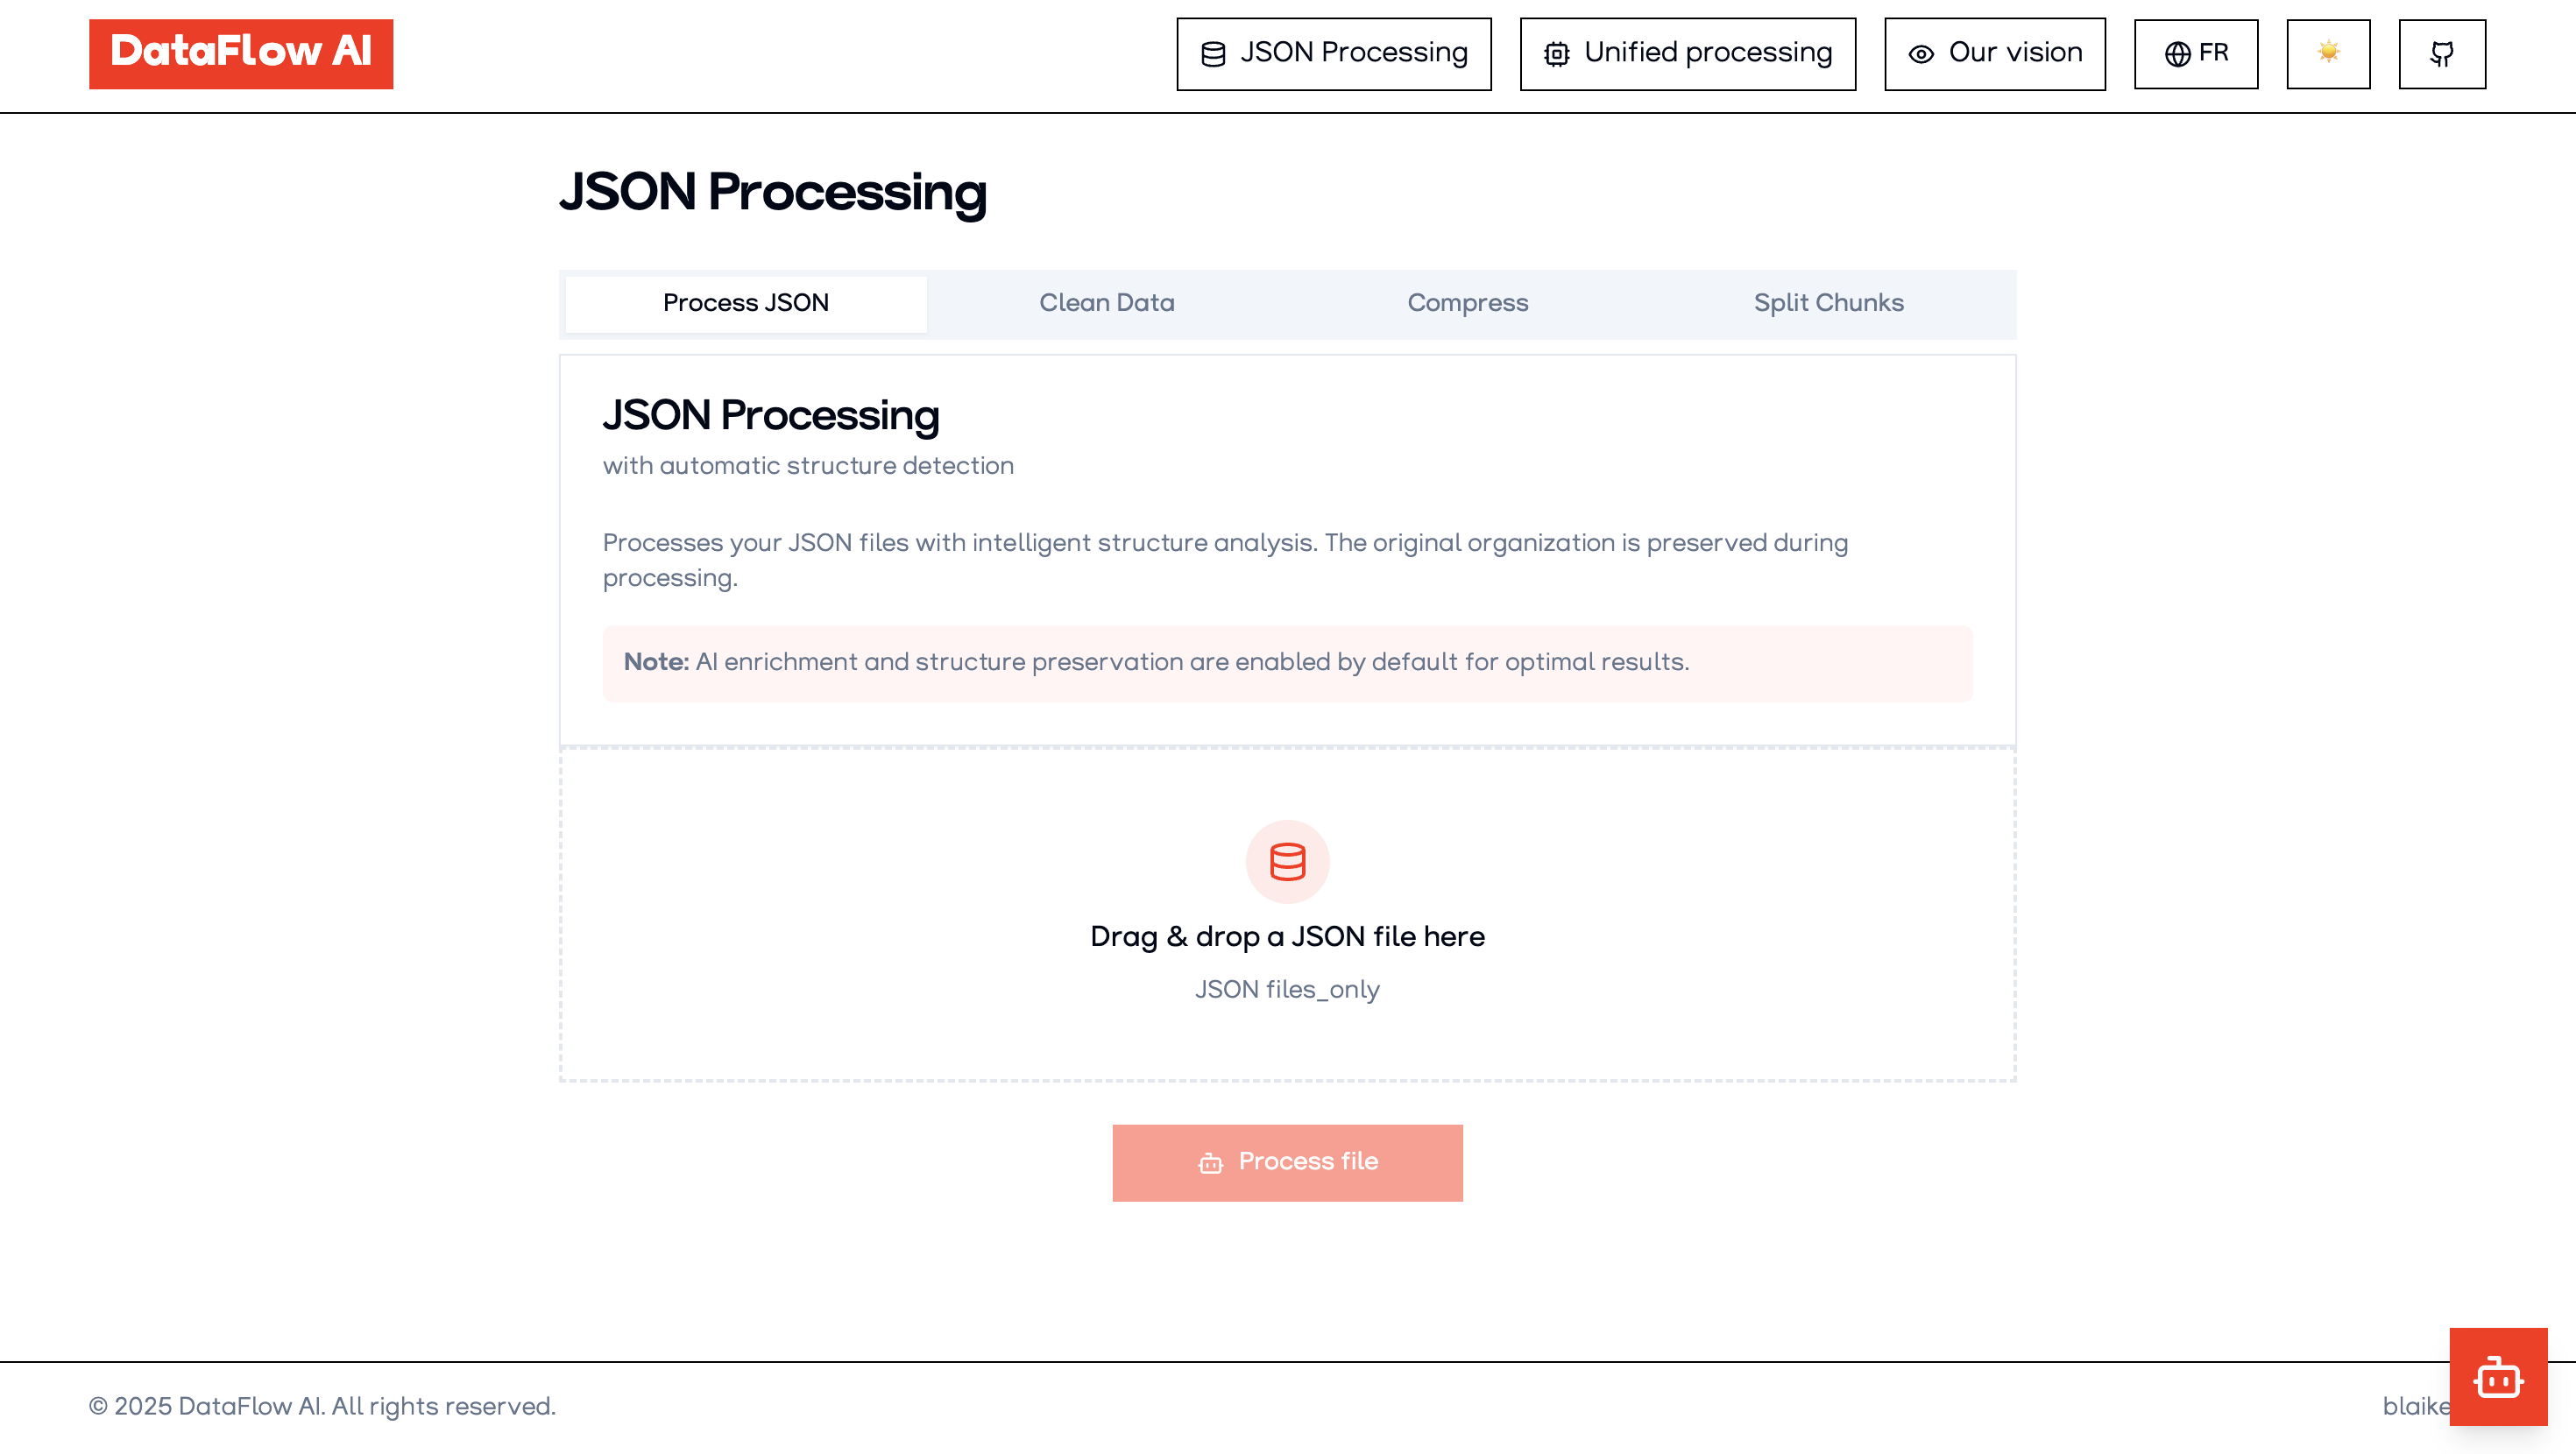 DataFlow AI
JSON Processing
Unified processing
Our vision
FR
JSON Processing
Process JSON
Clean Data
Compress
Split Chunks
JSON Processing
with automatic structure detection
Processes your JSON files with intelligent structure analysis. The original organization is preserved during
processing.
Note: AI enrichment and structure preservation are enabled by default for optimal results.
Drag & drop a JSON file here
JSON files_only
Process file
© 2025 DataFlow AI. All rights reserved.